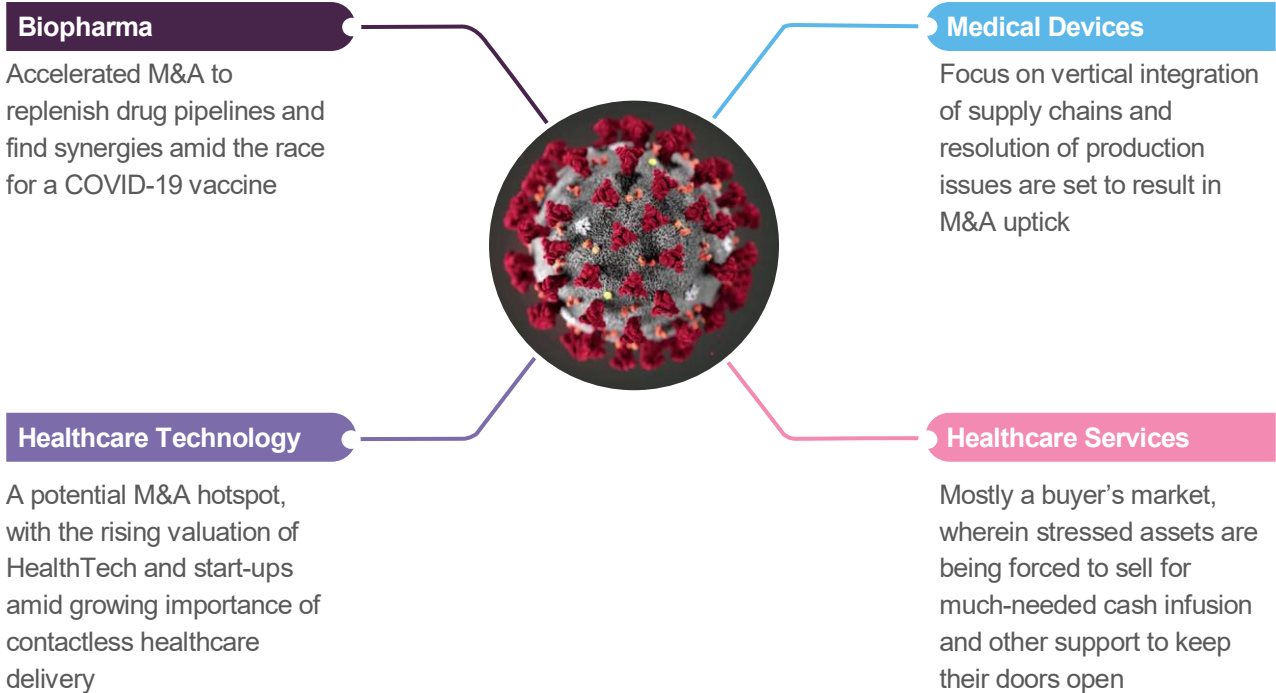 Biopharma
Accelerated M&A to
replenish drug pipelines and
find synergies amid the race
for a COVID-19 vaccine
Medical Devices
Focus on vertical integration
of supply chains and
resolution of production
issues are set to result in
M&A uptick
Healthcare Technology
A potential M&A hotspot,
with the rising valuation of
HealthTech and start-ups
amid growing importance of
contactless healthcare
delivery
Healthcare Services
Mostly a buyer’s market,
wherein stressed assets are
being forced to sell for
much-needed cash infusion
and other support to keep
their doors open